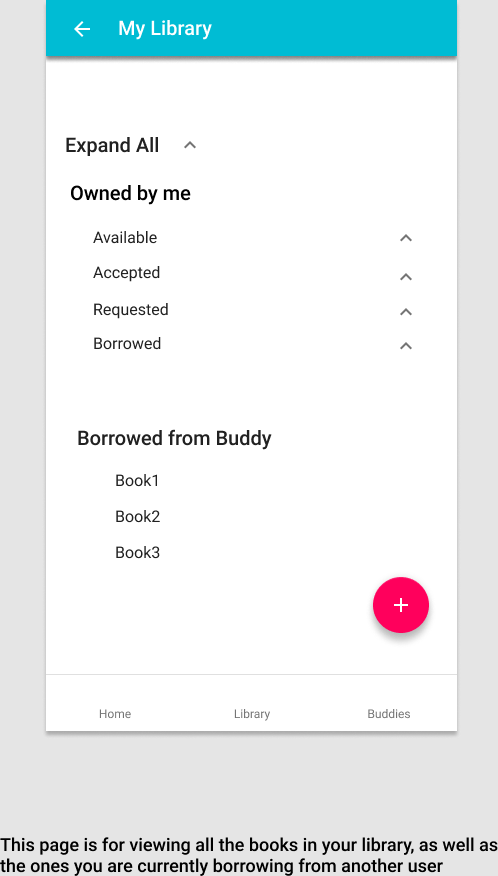 My Library
Expand All
Owned by me
Available
Accepted
Requested
Borrowed
Borrowed from Buddy
Book1
Book2
Book3
Home Library Buddies
This page is for viewing all the books in your library, as well as
the ones you are currently borrowing from another user